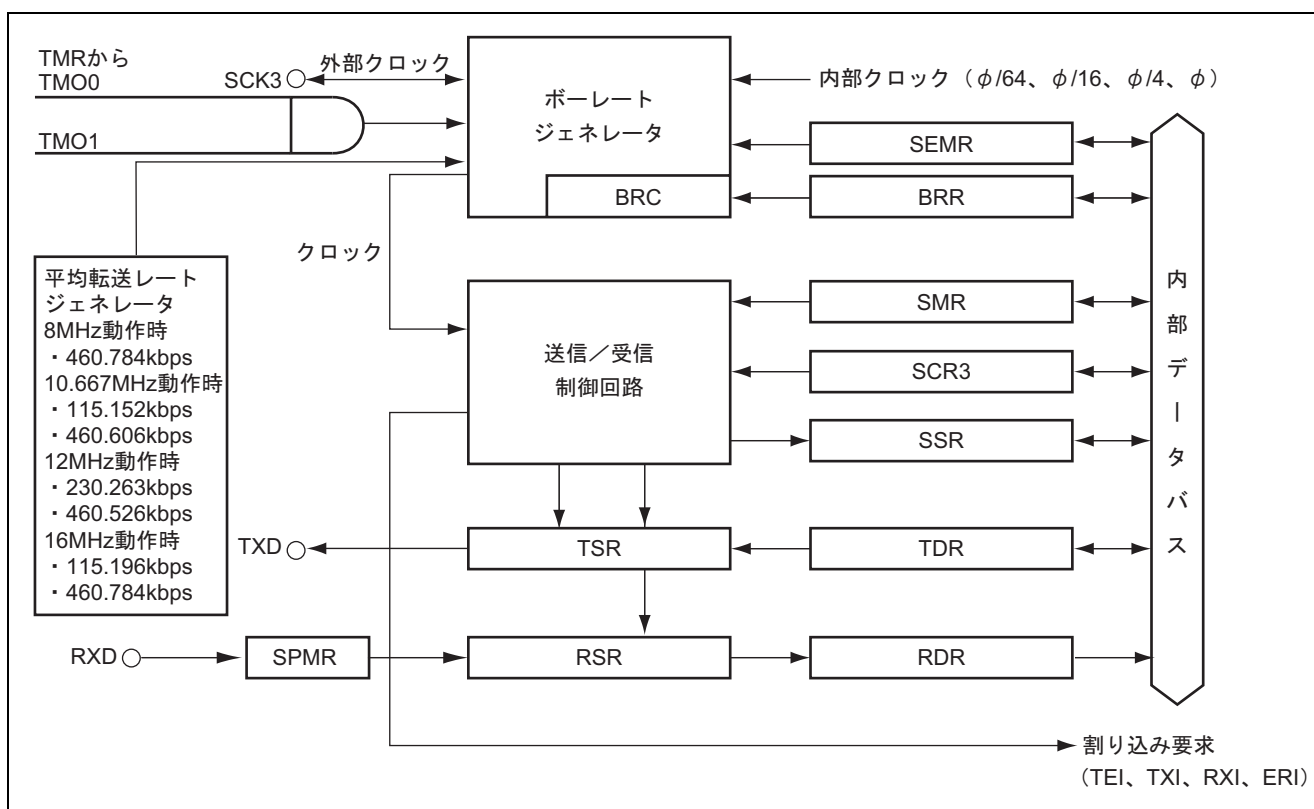 TMRから
TMO0
SCK3
外部クロック
TMO1
ボーレート
ジェネレータ
BRC
内部クロック（φ/64、φ/16、φ/4、φ）
SEMR
BRR
クロック
平均転送レート
ジェネレータ
8MHz動作時
・460.784kbps
10.667MHz動作時
・115.152kbps
・460.606kbps
12MHz動作時
・230.263kbps
・460.526kbps
16MHz動作時
・115.196kbps
・460.784kbps
送信／受信
制御回路
SMR
SCR3
SSR
内部データバス
TXD
TSR
TDR
RXD
SPMR
RSR
RDR
割り込み要求
（TEI、TXI、RXI、ERI）